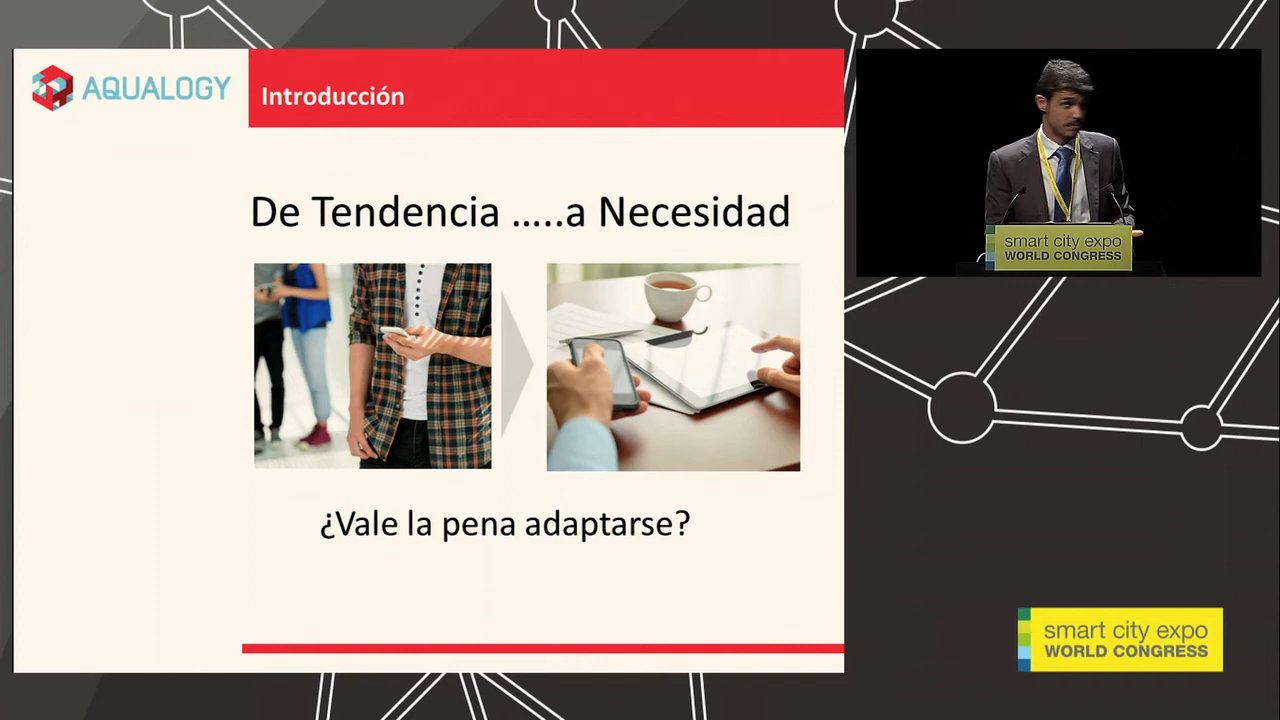 AQUALOGY
Introducción
De Tendencia …..a Necesidad
¿Vale la pena adaptarse?
smart city expo
WORLD CONGRESS
smart city expo
WORLD CONGRESS